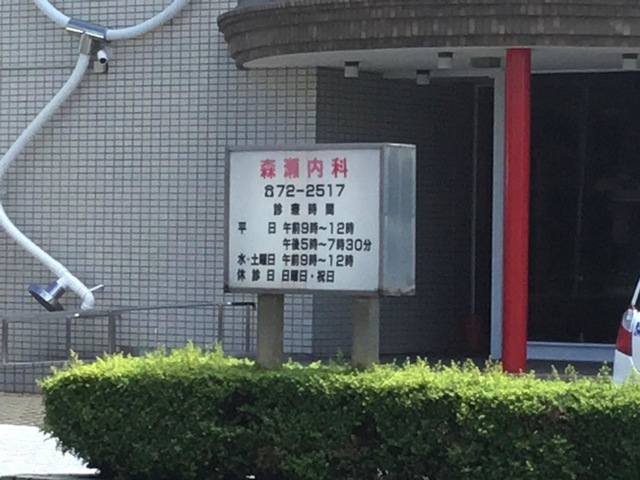 森瀬内科
☎72-2517
診療時間
平　日 午前9時～12時
午後5時～7時30分
水・土曜日 午前9時～12時
休診日 日曜日・祝日